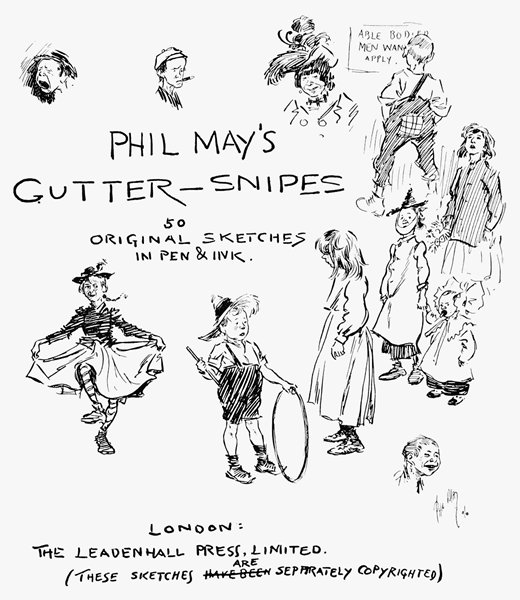 ABLE BODIED
MEN WAN
APPLY.
PHIL MAY'S
GUTTER-SNIPES
50
ORIGINAL SKETCHES
IN PEN & INK.
Phil May
LONDON:
THE LEADENHALL PRESS, LIMITED.
ARE
(THESE SKETCHES HAVE BEEN SEPARATELY COPYRIGHTED)